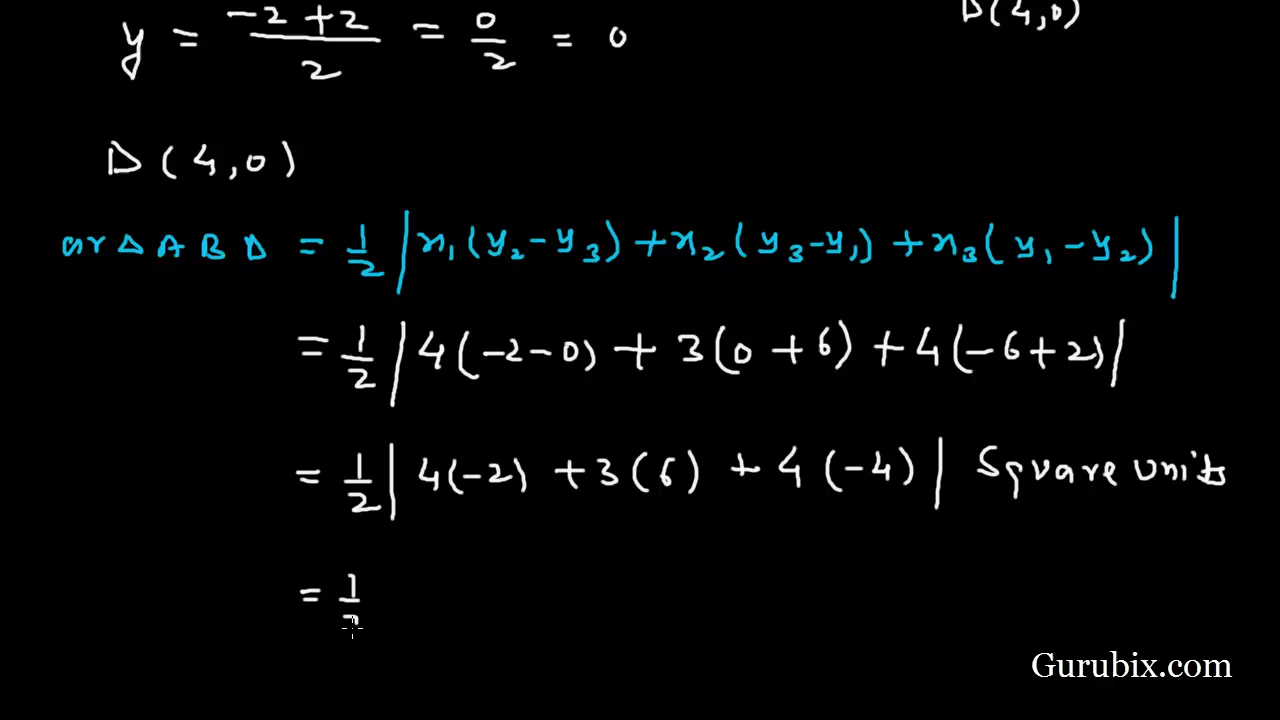 y = (-2 + 2)/2 = 0/2 = 0
D(4,0)
D(4,0)
ar Δ A B D = 1/2 | x₁(y₂ - y₃) + x₂(y₃ - y₁) + x₃(y₁ - y₂) |
= 1/2 | 4(-2 - 0) + 3(0 + 6) + 4(-6 + 2) |
= 1/2 | 4(-2) + 3(6) + 4(-4) | Square units
= 1/2
Gurubix.com